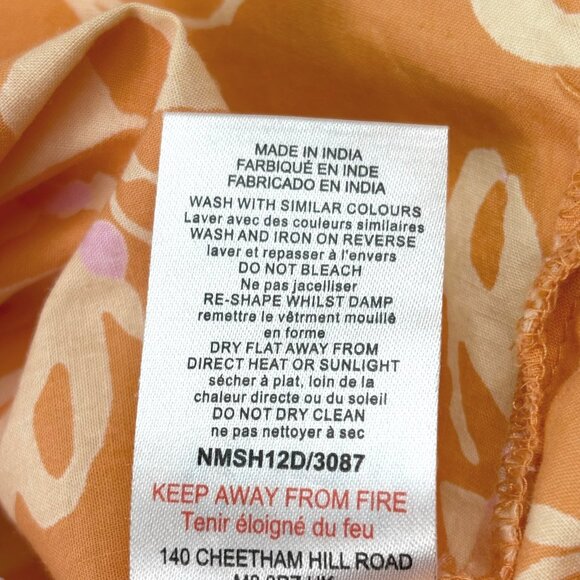 MADE IN INDIA
FARBIQUÉ EN INDE
FABRICADO EN INDIA
WASH WITH SIMILAR COLOURS
Laver avec des couleurs similaires
WASH AND IRON ON REVERSE
laver et repasser à l'envers
DO NOT BLEACH
Ne pas jacelliser
RE-SHAPE WHILST DAMP
remettre le vêtrment mouillé
en forme
DRY FLAT AWAY FROM
DIRECT HEAT OR SUNLIGHT
sécher à plat, loin de la
chaleur directe ou du soleil
DO NOT DRY CLEAN
ne pas nettoyer à sec
NMSH12D/3087
KEEP AWAY FROM FIRE
Tenir éloigné du feu
140 CHEETHAM HILL ROAD